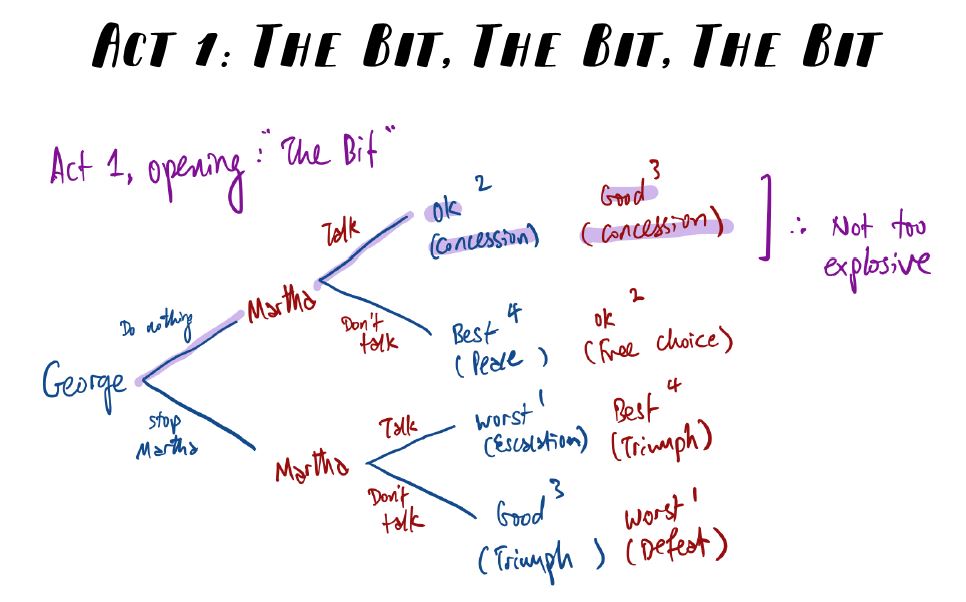 ACT 1: THE BIT, THE BIT, THE BIT
Act 1, opening: "The Bit"
Talk
Ok 2
(Concession)
Good 3
(Concession)
∴ Not too
explosive
Do nothing
Martha
Don't
talk
Best 4
(Peace)
Ok 2
(Free choice)
George
stop
Martha
Martha
Talk
Worst 1
(Escalation)
Best 4
(Triumph)
Don't
talk
Good 3
(Triumph)
Worst 1
(Defeat)